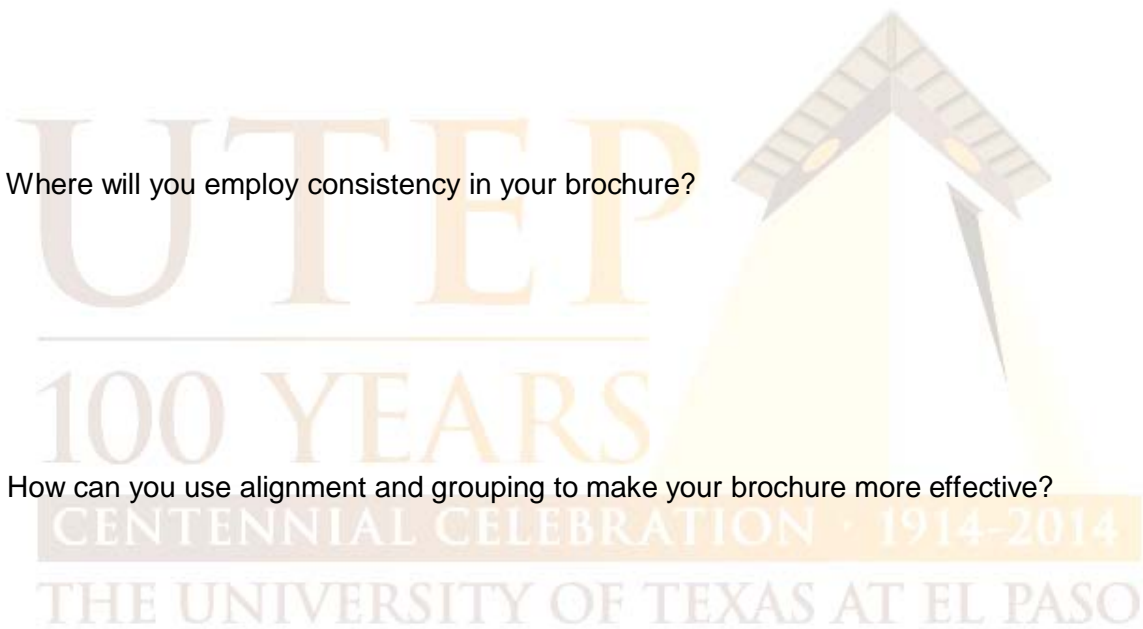 UTEP
Where will you employ consistency in your brochure?
100 YEARS
How can you use alignment and grouping to make your brochure more effective?
CENTENNIAL CELEBRATION · 1914-2014
THE UNIVERSITY OF TEXAS AT EL PASO